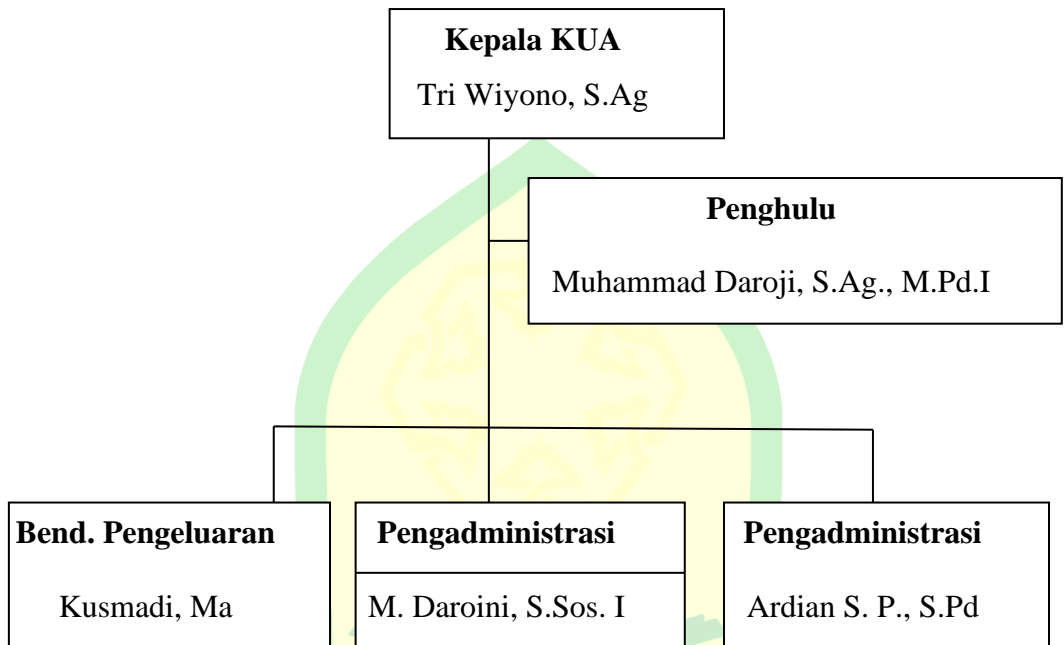 Kepala KUA
Tri Wiyono, S.Ag
Penghulu
Muhammad Daroji, S.Ag., M.Pd.I
Bend. Pengeluaran
Kusmadi, Ma
Pengadministrasi
M. Daroini, S.Sos. I
Pengadministrasi
Ardian S. P., S.Pd